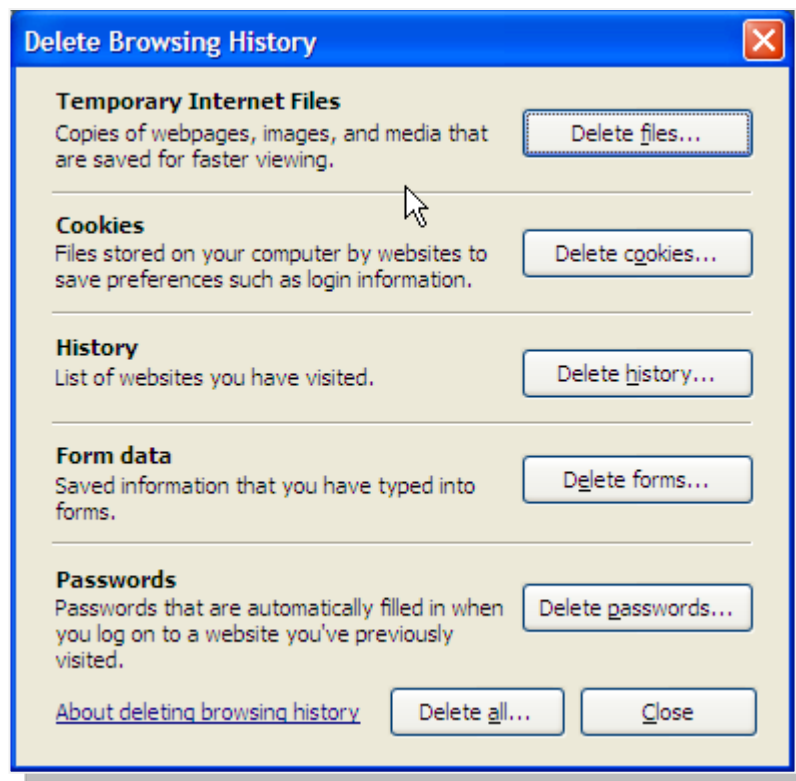 Delete Browsing History
Temporary Internet Files
Copies of webpages, images, and media that
are saved for faster viewing.
Delete files...
Cookies
Files stored on your computer by websites to
save preferences such as login information.
Delete cookies...
History
List of websites you have visited.
Delete history...
Form data
Saved information that you have typed into
forms.
Delete forms...
Passwords
Passwords that are automatically filled in when
you log on to a website you've previously
visited.
Delete passwords...
About deleting browsing history
Delete all...
Close